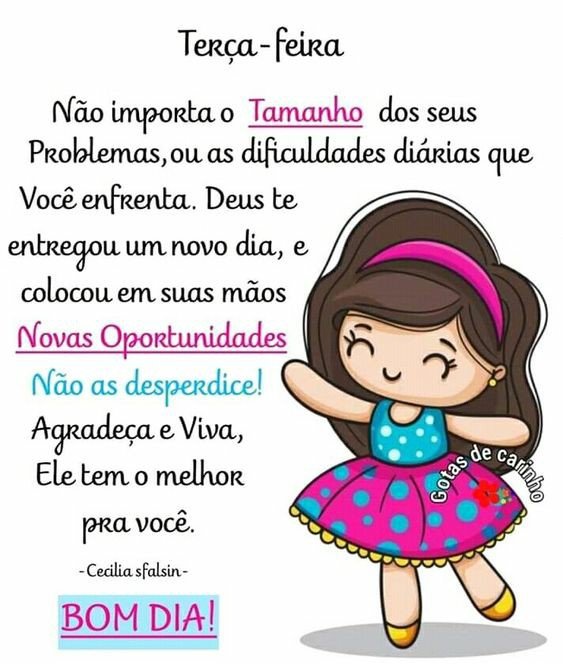 Terça-feira
Não importa o Tamanho dos seus
Problemas, ou as dificuldades diárias que
Você enfrenta. Deus te
entregou um novo dia, e
colocou em suas mãos
Novas Oportunidades
Não as desperdice!
Agradeça e Viva,
Ele tem o melhor
pra você.
-Cecilia sfalsin-
BOM DIA!
Gotas de carinho